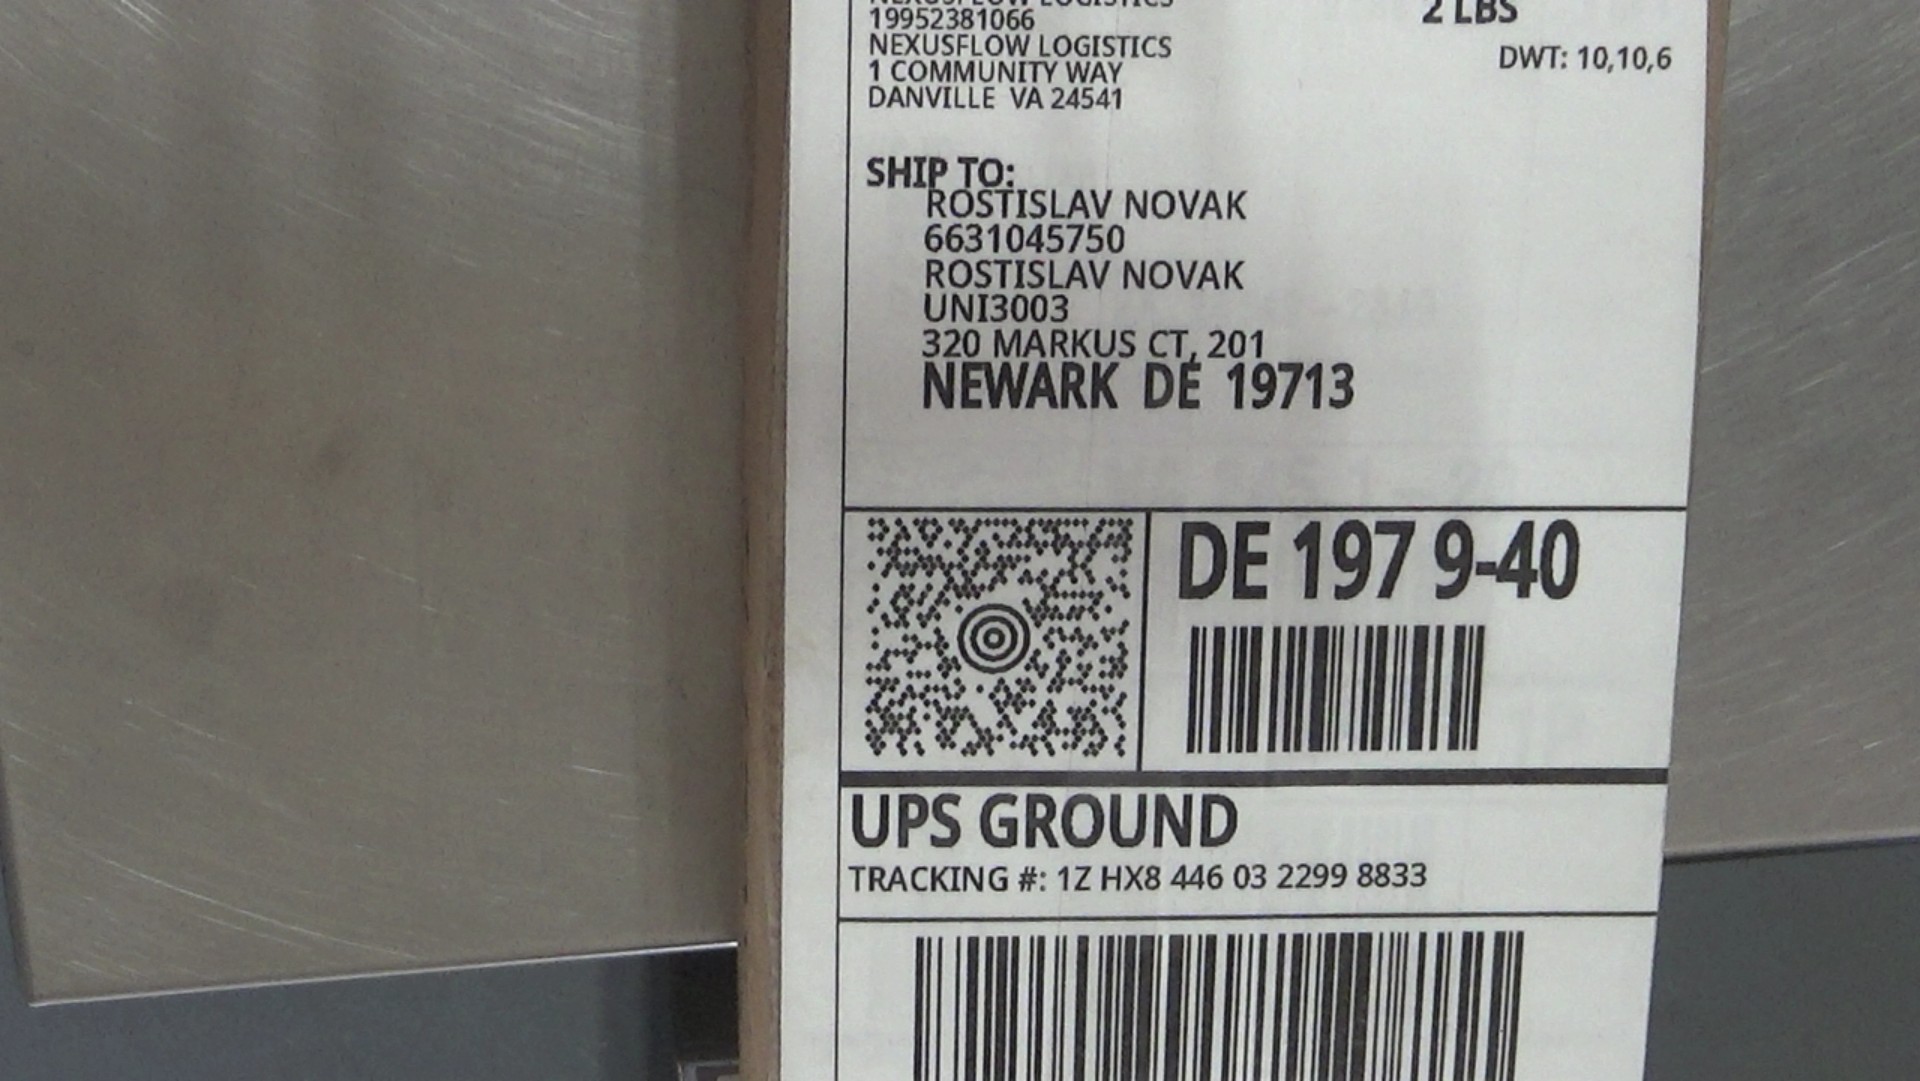 NEXUSFLOW LOGISTICS
19952381066
NEXUSFLOW LOGISTICS
1 COMMUNITY WAY
DANVILLE VA 24541
2 LBS
DWT: 10,10,6
SHIP TO:
ROSTISLAV NOVAK
6631045750
ROSTISLAV NOVAK
UNI3003
320 MARKUS CT, 201
NEWARK DE 19713
DE 197 9-40
UPS GROUND
TRACKING #: 1Z HX8 446 03 2299 8833